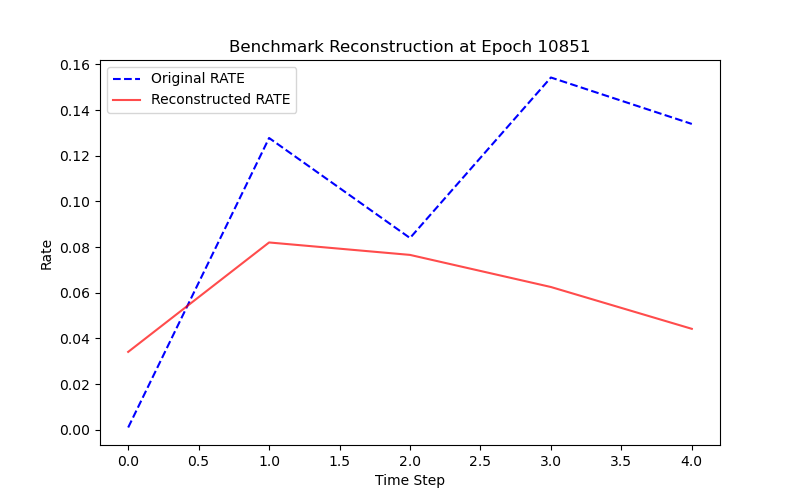 Benchmark Reconstruction at Epoch 10851
Original RATE
Reconstructed RATE
0.16
0.14
0.12
0.10
0.08
0.06
0.04
0.02
0.00
Rate
0.0 0.5 1.0 1.5 2.0 2.5 3.0 3.5 4.0
Time Step